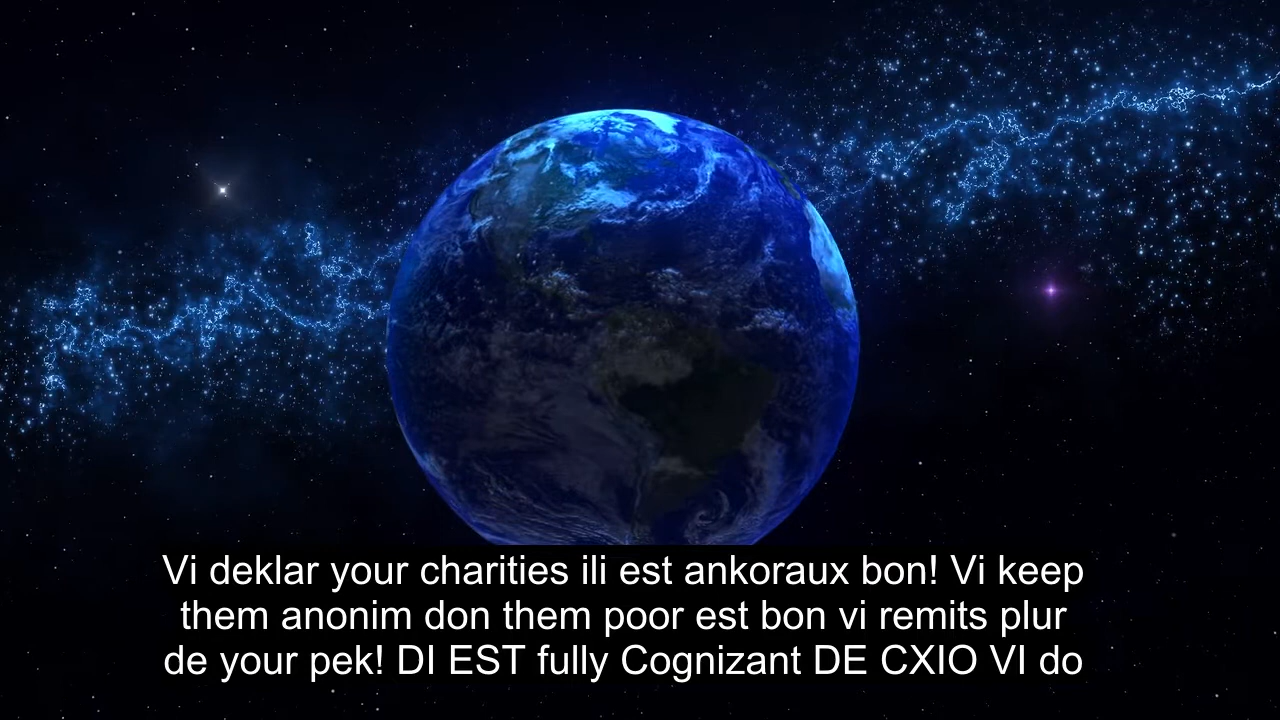 Vi deklar your charities ili est ankoraux bon! Vi keep
them anonim don them poor est bon vi remits plur
de your pek! DI EST fully Cognizant DE CXIO VI do